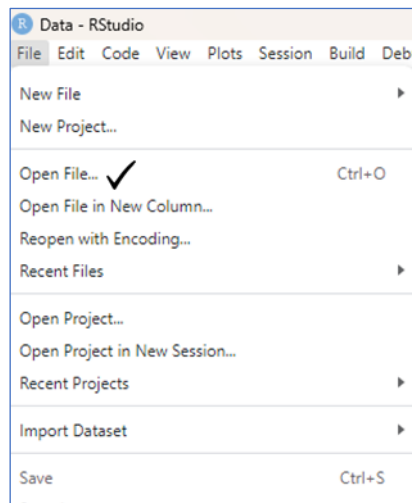 R Data - RStudio
File Edit Code View Plots Session Build Deb
New File
New Project...
Open File... Ctrl+O
Open File in New Column...
Reopen with Encoding...
Recent Files
Open Project...
Open Project in New Session...
Recent Projects
Import Dataset
Save Ctrl+S